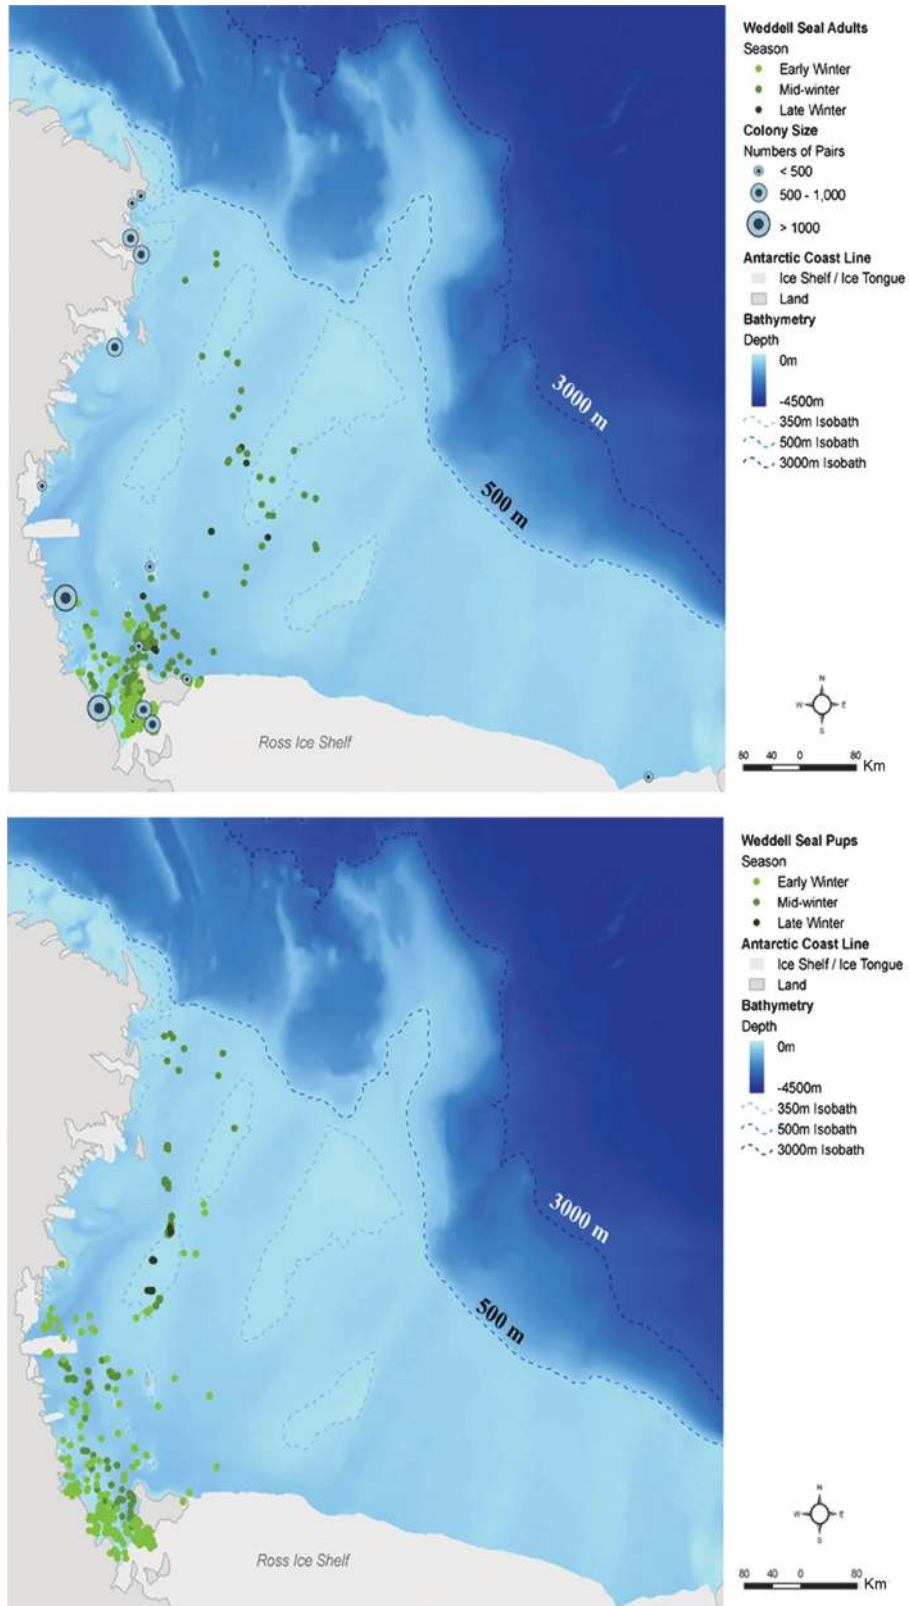 Weddell Seal Adults
Season
Early Winter
Mid-winter
Late Winter
Colony Size
Numbers of Pairs
< 500
500 - 1,000
> 1000
Antarctic Coast Line
Ice Shelf / Ice Tongue
Land
Bathymetry
Depth
0m
-4500m
350m Isobath
500m Isobath
3000m Isobath
3000 m
500 m
Ross Ice Shelf
N
W E
S
80 40 0 80 Km
Weddell Seal Pups
Season
Early Winter
Mid-winter
Late Winter
Antarctic Coast Line
Ice Shelf / Ice Tongue
Land
Bathymetry
Depth
0m
-4500m
350m Isobath
500m Isobath
3000m Isobath
3000 m
500 m
Ross Ice Shelf
N
W E
S
80 40 0 80 Km